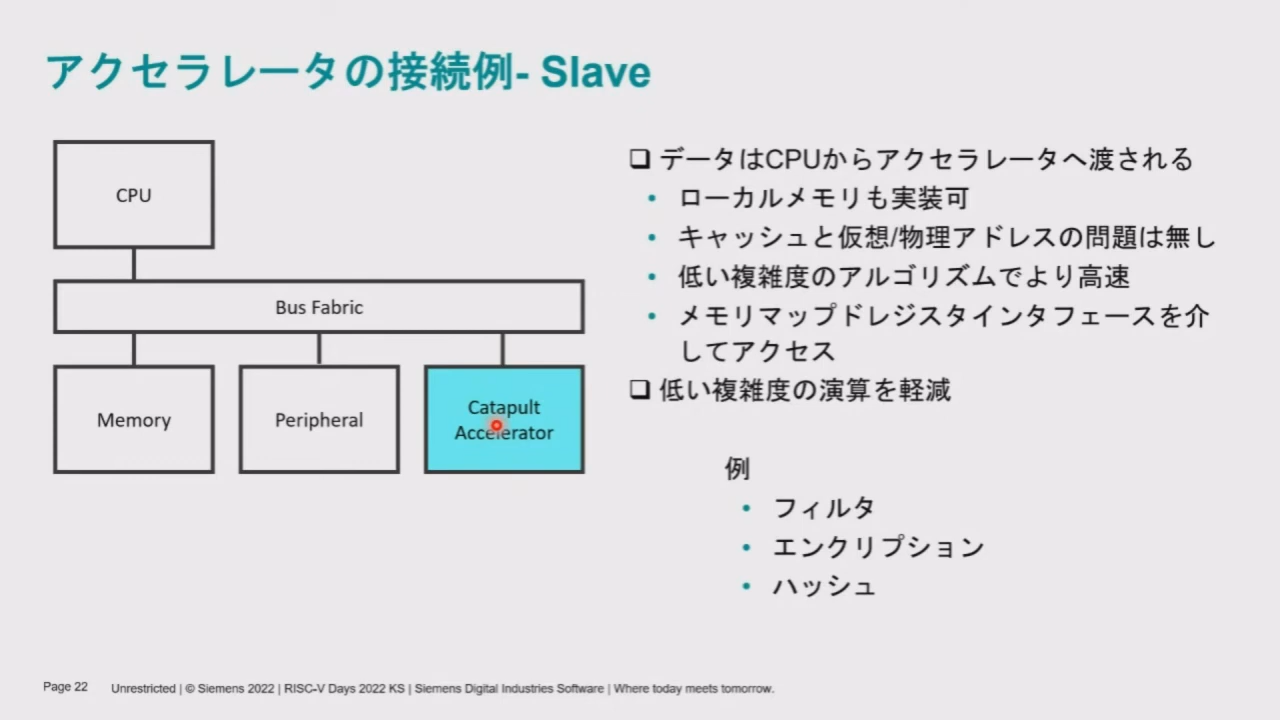 アクセラレータの接続例- Slave
CPU
Bus Fabric
Memory
Peripheral
Catapult
Accelerator
❑ データはCPUからアクセラレータへ渡される
• ローカルメモリも実装可
• キャッシュと仮想/物理アドレスの問題は無し
• 低い複雑度のアルゴリズムでより高速
• メモリマップドレジスタインタフェースを介
してアクセス
❑ 低い複雑度の演算を軽減
例
• フィルタ
• エンクリプション
• ハッシュ
Page 22 Unrestricted | © Siemens 2022 | RISC-V Days 2022 KS | Siemens Digital Industries Software | Where today meets tomorrow.